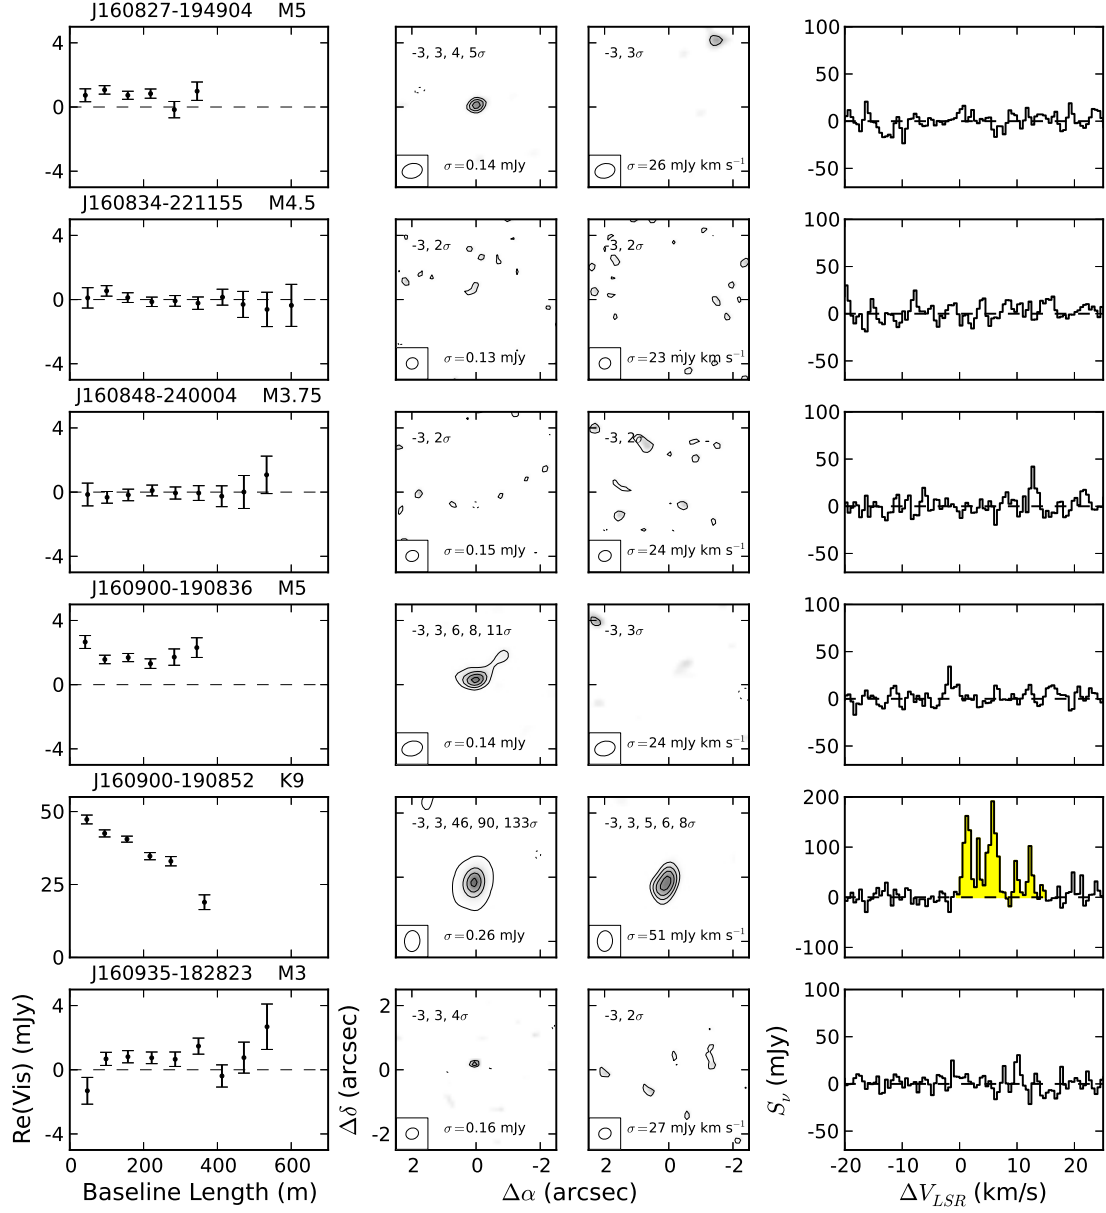 J160827-194904 M5
4
0
-4
-3, 3, 4, 5σ
σ=0.14 mJy
-3, 3σ
σ=26 mJy km s⁻¹
100
50
0
-50
J160834-221155 M4.5
4
0
-4
-3, 2σ
σ=0.13 mJy
-3, 2σ
σ=23 mJy km s⁻¹
100
50
0
-50
J160848-240004 M3.75
4
0
-4
-3, 2σ
σ=0.15 mJy
-3, 2σ
σ=24 mJy km s⁻¹
100
50
0
-50
J160900-190836 M5
4
0
-4
-3, 3, 6, 8, 11σ
σ=0.14 mJy
-3, 3σ
σ=24 mJy km s⁻¹
100
50
0
-50
J160900-190852 K9
50
25
0
-3, 3, 46, 90, 133σ
σ=0.26 mJy
-3, 3, 5, 6, 8σ
σ=51 mJy km s⁻¹
200
100
0
-100
J160935-182823 M3
Re(Vis) (mJy)
4
0
-4
0 200 400 600
Baseline Length (m)
Δδ (arcsec)
2
0
-2
-3, 3, 4σ
σ=0.16 mJy
2 0 -2
-3, 2σ
σ=27 mJy km s⁻¹
2 0 -2
Δα (arcsec)
Sν (mJy)
100
50
0
-50
-20 -10 0 10 20
ΔV_LSR (km/s)